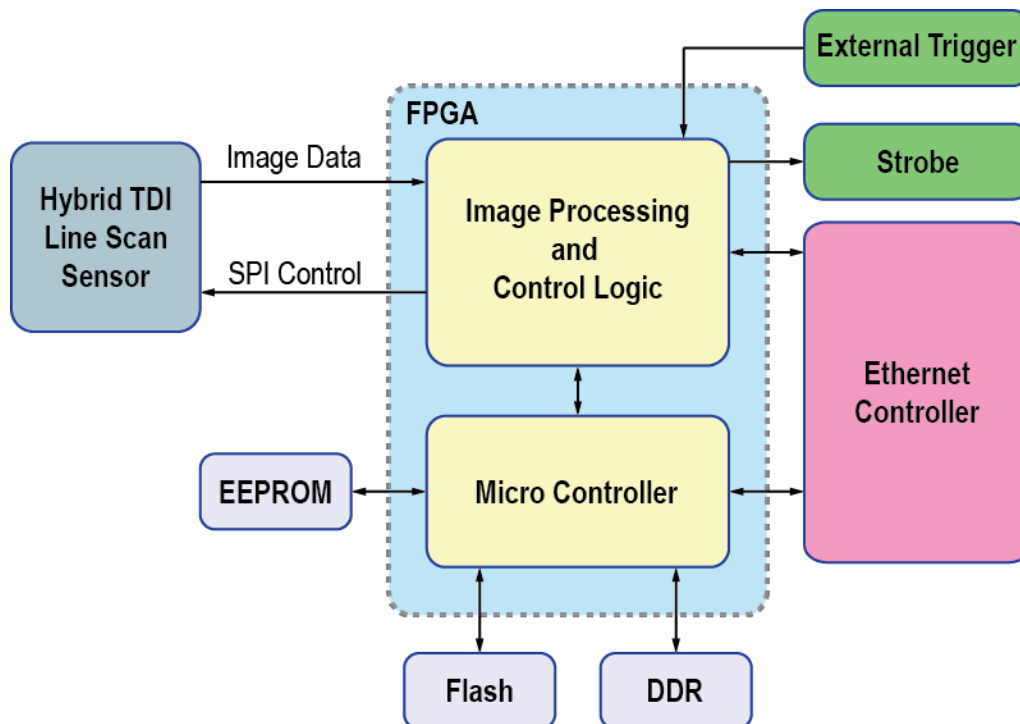 External Trigger
FPGA
Image Data
Strobe
Hybrid TDI
Line Scan
Sensor
Image Processing
and
Control Logic
SPI Control
Ethernet
Controller
EEPROM
Micro Controller
Flash
DDR